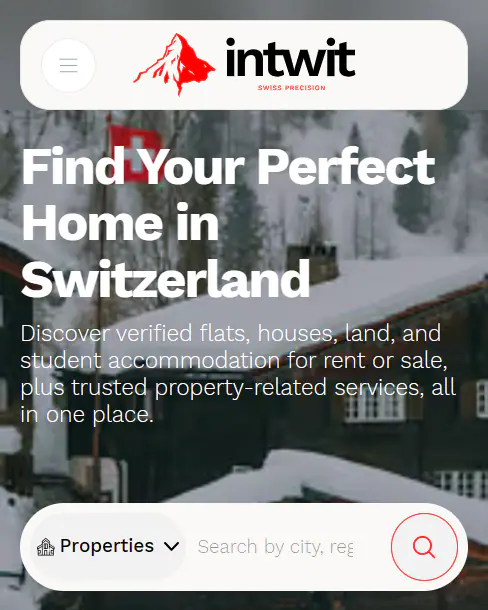 intwit
SWISS PRECISION
Find Your Perfect
Home in
Switzerland
Discover verified flats, houses, land, and
student accommodation for rent or sale,
plus trusted property-related services, all
in one place.
Properties
Search by city, reg